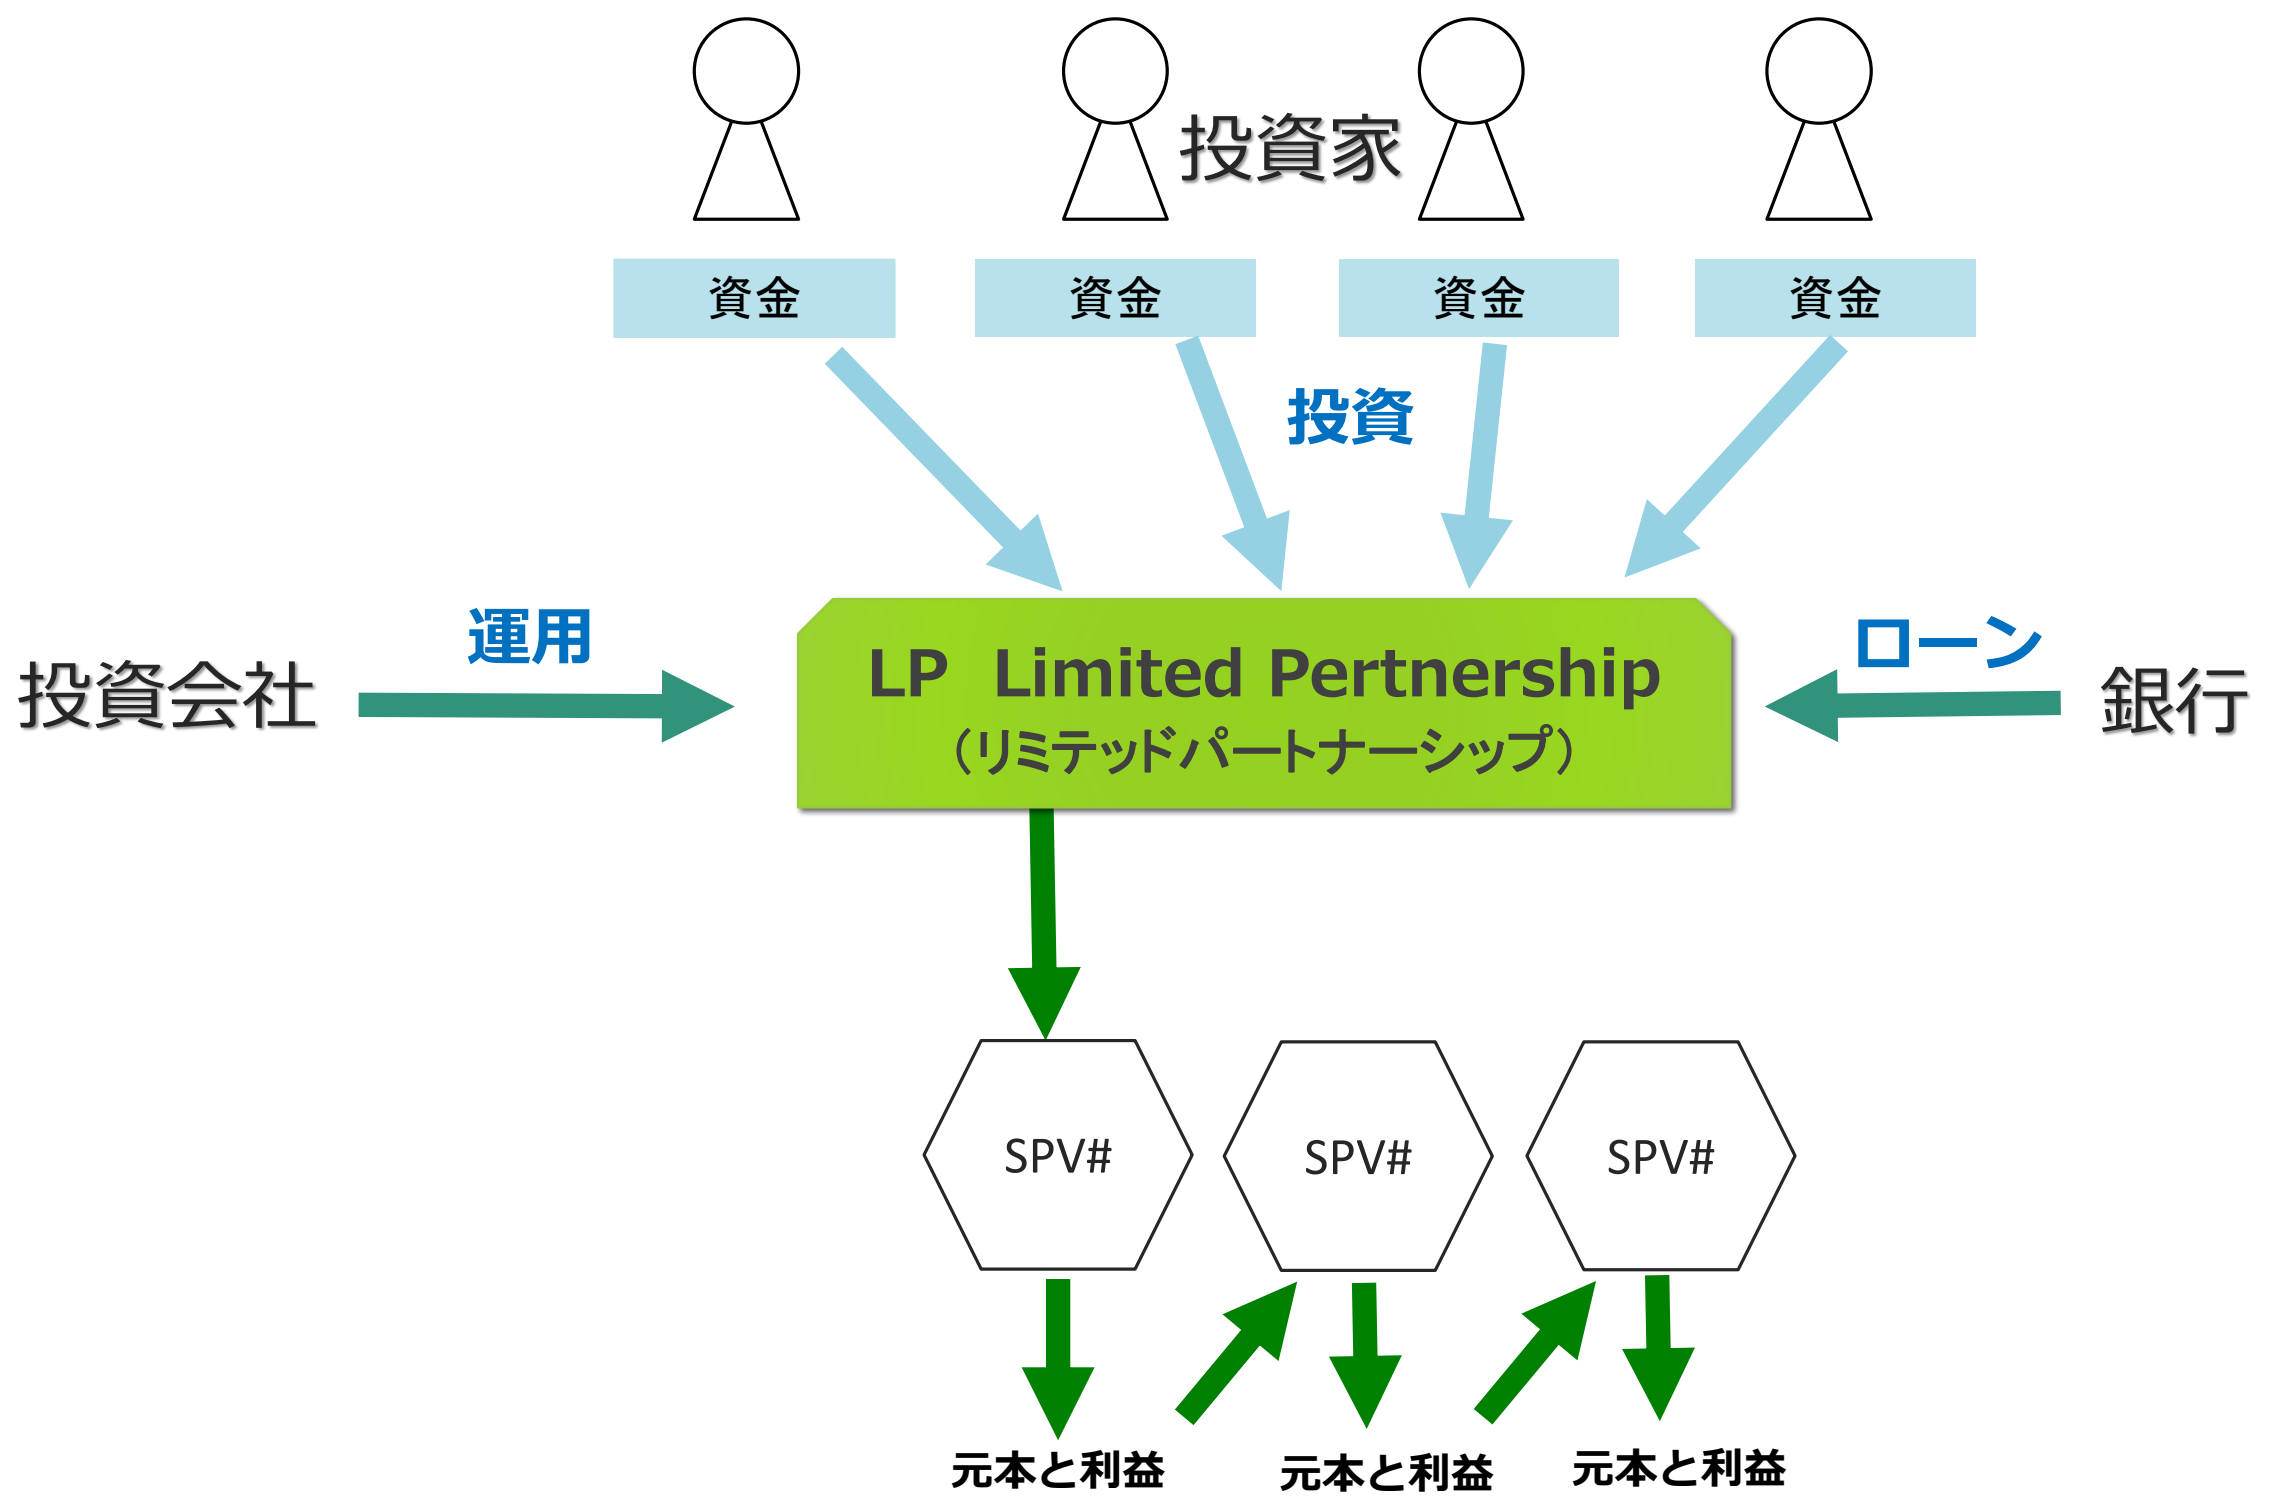 投資家
資金
資金
資金
資金
投資
運用
投資会社
LP　Limited Pertnership
（リミテッドパートナーシップ）
ローン
銀行
SPV#
SPV#
SPV#
元本と利益
元本と利益
元本と利益